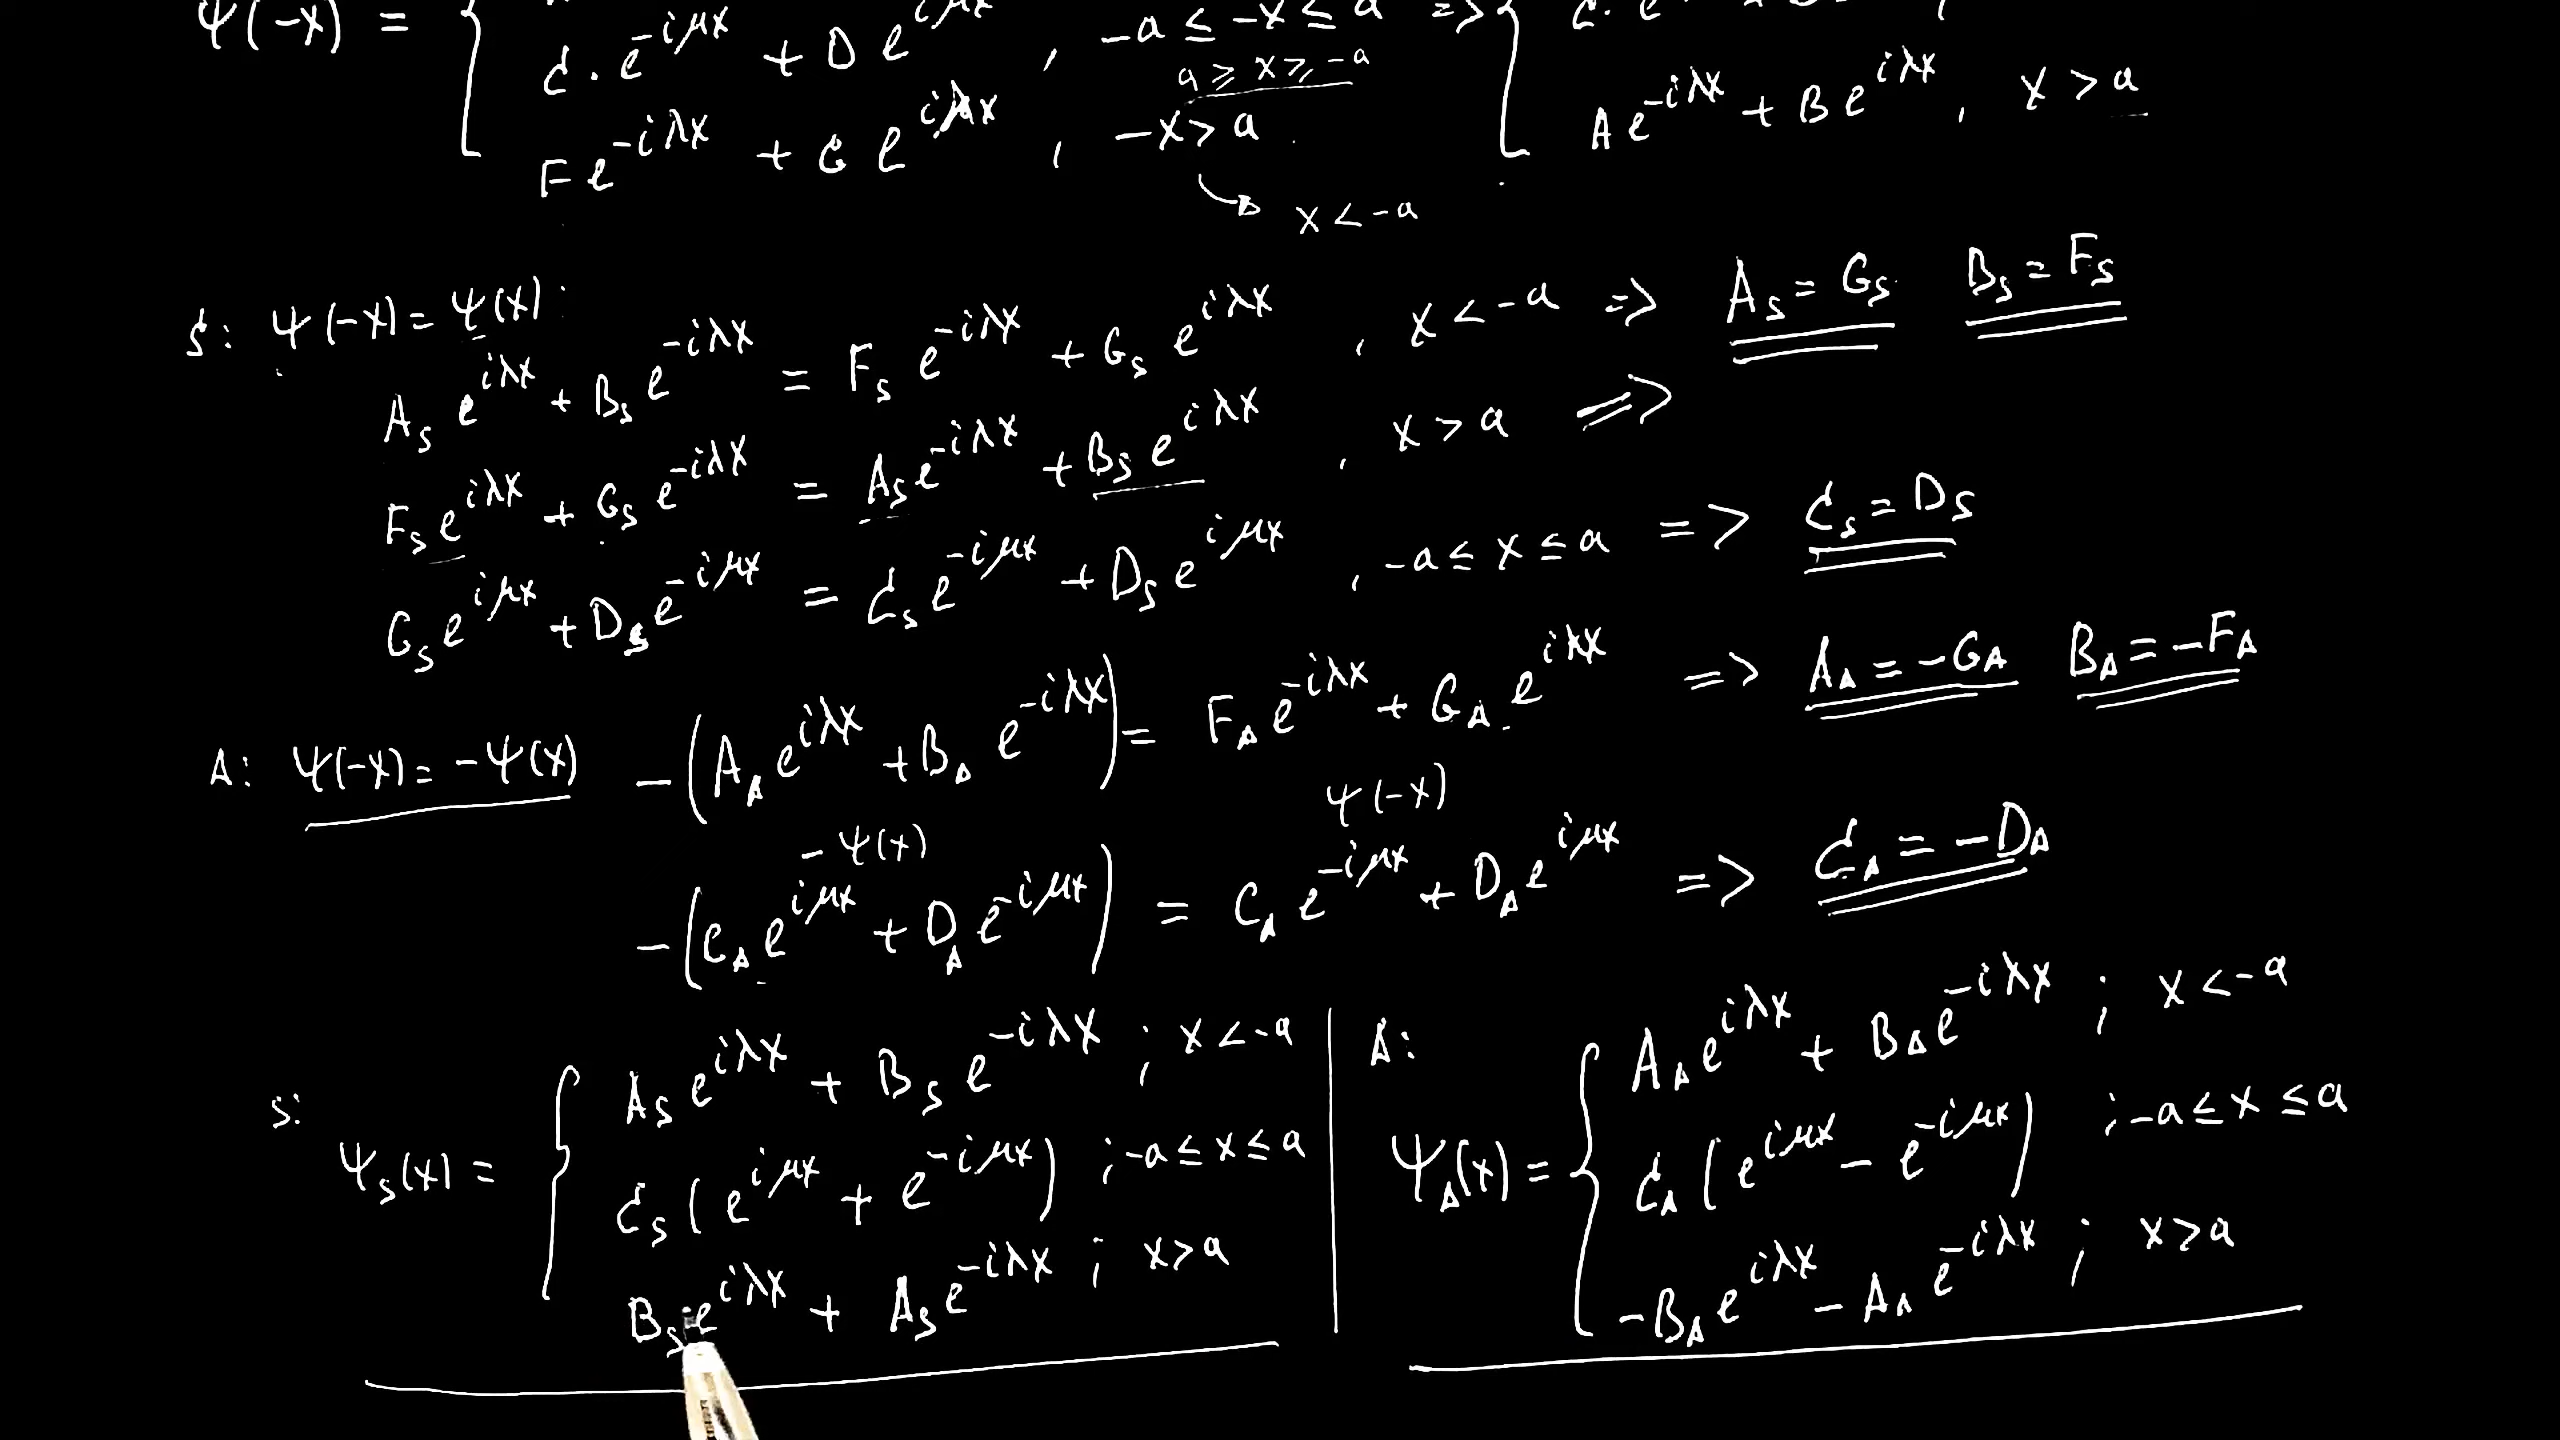 ψ(-x) = { C·e^{-iμx} + D e^{iμx} , -a ≤ -x ≤ a => {
a ≥ x ≥ -a
F e^{-iλx} + G e^{iλx} , -x > a
A e^{-iλx} + B e^{iλx} , x > a
x < -a
S: ψ(-x) = ψ(x):
A_S e^{iλx} + B_S e^{-iλx} = F_S e^{-iλx} + G_S e^{iλx} , x < -a => A_S = G_S B_S = F_S
F_S e^{iλx} + G_S e^{-iλx} = A_S e^{-iλx} + B_S e^{iλx} , x > a =>
G_S e^{iμx} + D_S e^{-iμx} = C_S e^{-iμx} + D_S e^{iμx} , -a ≤ x ≤ a => C_S = D_S
A: ψ(-x) = -ψ(x) -(A_A e^{iλx} + B_A e^{-iλx}) = F_A e^{-iλx} + G_A e^{iλx} => A_A = -G_A B_A = -F_A
-ψ(x) ψ(-x)
-(C_A e^{iμx} + D_A e^{-iμx}) = C_A e^{-iμx} + D_A e^{iμx} => C_A = -D_A
S:
ψ_S(x) = { A_S e^{iλx} + B_S e^{-iλx} ; x < -a
C_S (e^{iμx} + e^{-iμx}) ; -a ≤ x ≤ a
B_S e^{iλx} + A_S e^{-iλx} ; x > a
A:
ψ_A(x) = { A_A e^{iλx} + B_A e^{-iλx} ; x < -a
C_A (e^{iμx} - e^{-iμx}) ; -a ≤ x ≤ a
-B_A e^{iλx} - A_A e^{-iλx} ; x > a